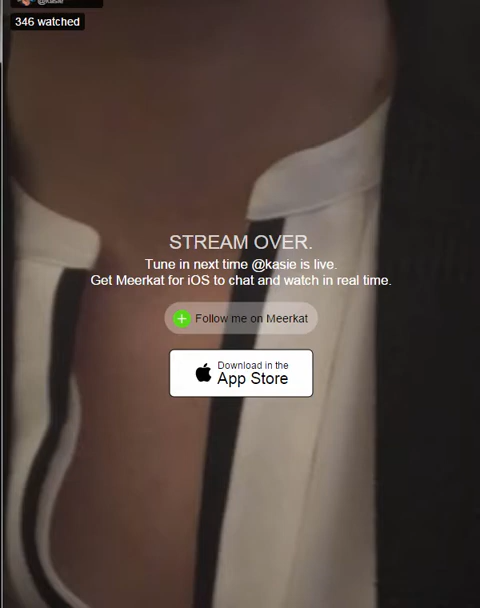 @kasie
346 watched
STREAM OVER.
Tune in next time @kasie is live.
Get Meerkat for iOS to chat and watch in real time.
Follow me on Meerkat
Download in the
App Store